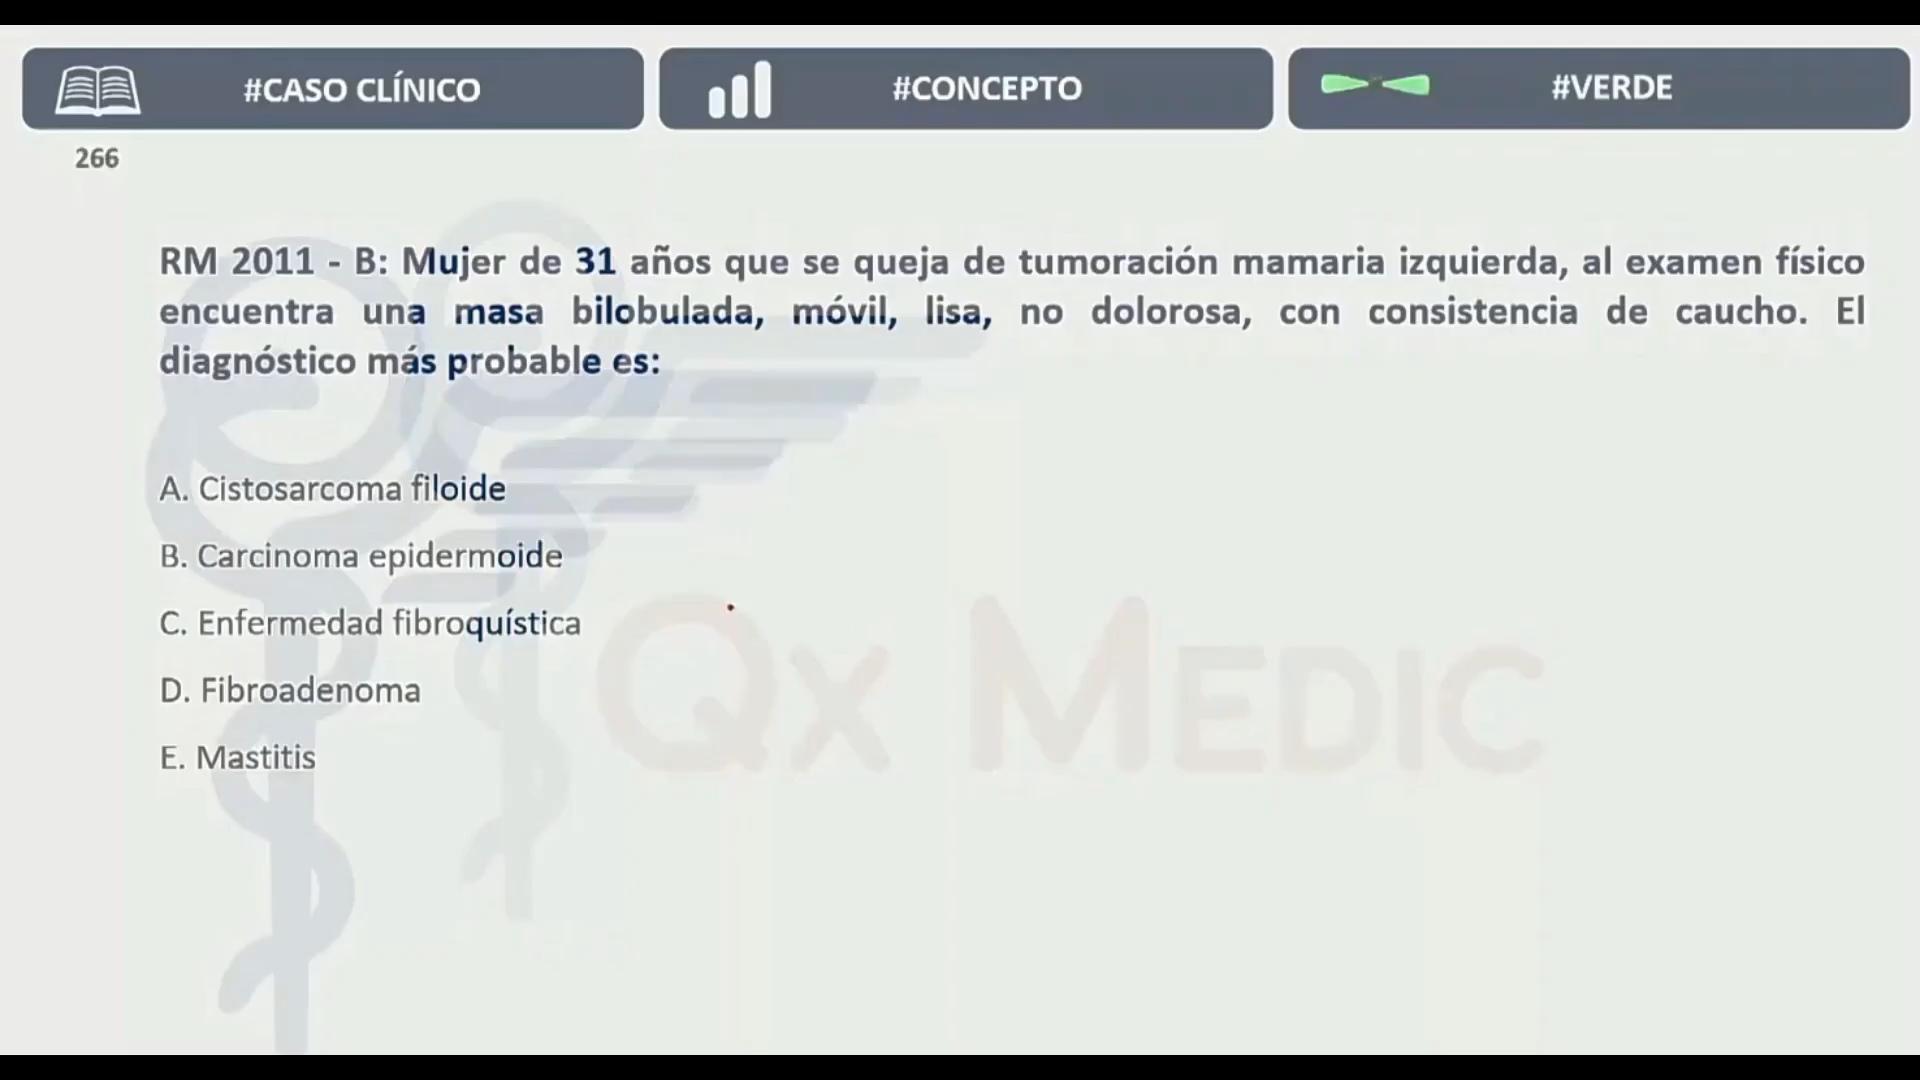 #CASO CLÍNICO
#CONCEPTO
#VERDE
266
RM 2011 - B: Mujer de 31 años que se queja de tumoración mamaria izquierda, al examen físico
encuentra una masa bilobulada, móvil, lisa, no dolorosa, con consistencia de caucho. El
diagnóstico más probable es:
A. Cistosarcoma filoide
B. Carcinoma epidermoide
C. Enfermedad fibroquística
D. Fibroadenoma
E. Mastitis
QX MEDIC